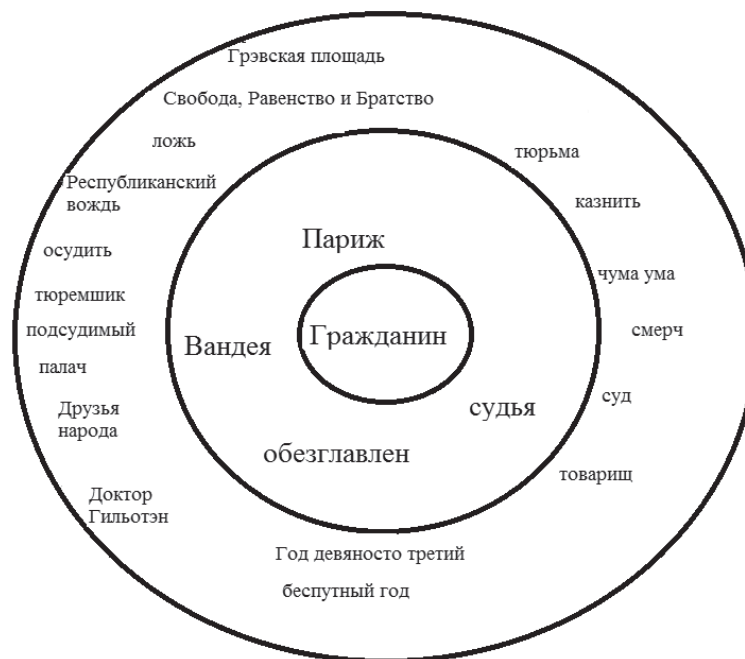 Грэвская площадь
Свобода, Равенство и Братство
ложь
тюрьма
Республиканский
вождь
казнить
Париж
осудить
чума ума
тюремшик
подсудимый
Гражданин
смерч
Вандея
палач
суд
судья
Друзья
народа
обезглавлен
товарищ
Доктор
Гильотэн
Год девяносто третий
беспутный год